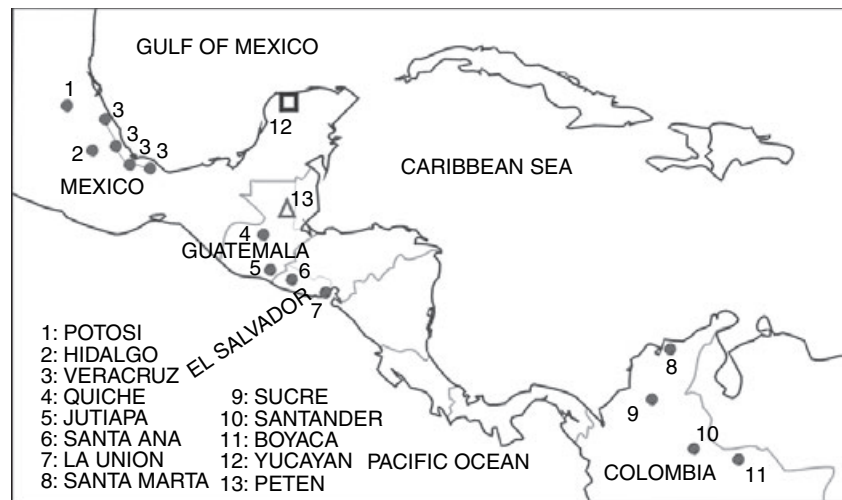 GULF OF MEXICO
1
3
3
12
2
3
3
CARIBBEAN SEA
MEXICO
13
4
GUATEMALA
5
6
7
EL SALVADOR
8
9
10
11
COLOMBIA
PACIFIC OCEAN
1: POTOSI
2: HIDALGO
3: VERACRUZ
4: QUICHE
5: JUTIAPA
6: SANTA ANA
7: LA UNION
8: SANTA MARTA
9: SUCRE
10: SANTANDER
11: BOYACA
12: YUCAYAN
13: PETEN